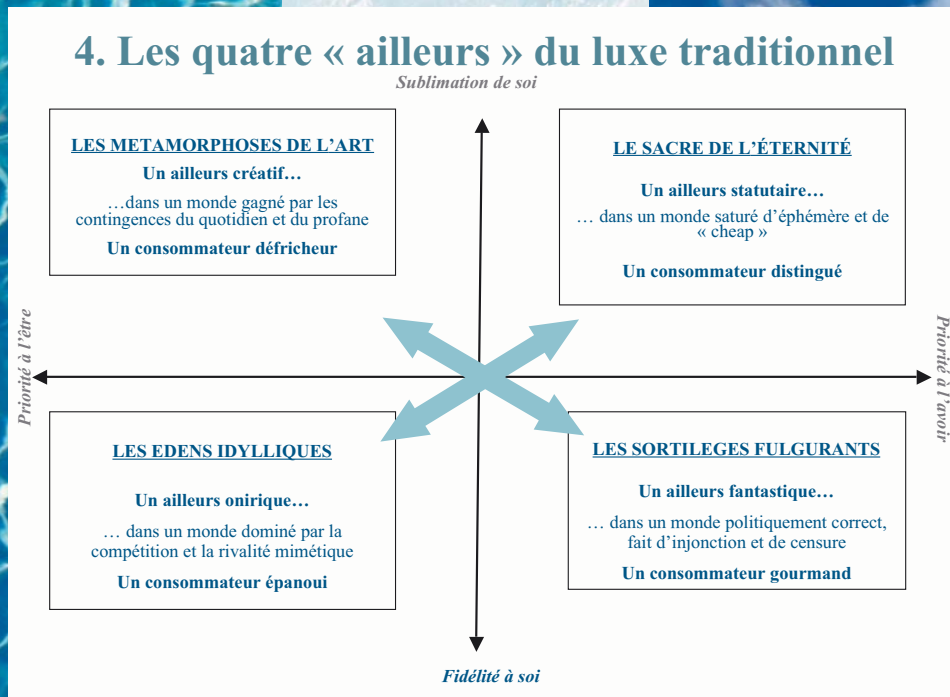 4. Les quatre « ailleurs » du luxe traditionnel
Sublimation de soi
LES METAMORPHOSES DE L’ART
Un ailleurs créatif…
…dans un monde gagné par les
contingences du quotidien et du profane
Un consommateur défricheur
LE SACRE DE L’ÉTERNITÉ
Un ailleurs statutaire…
… dans un monde saturé d’éphémère et de
« cheap »
Un consommateur distingué
Priorité à l’être
Priorité à l’avoir
LES EDENS IDYLLIQUES
Un ailleurs onirique…
… dans un monde dominé par la
compétition et la rivalité mimétique
Un consommateur épanoui
LES SORTILEGES FULGURANTS
Un ailleurs fantastique…
… dans un monde politiquement correct,
fait d’injonction et de censure
Un consommateur gourmand
Fidélité à soi